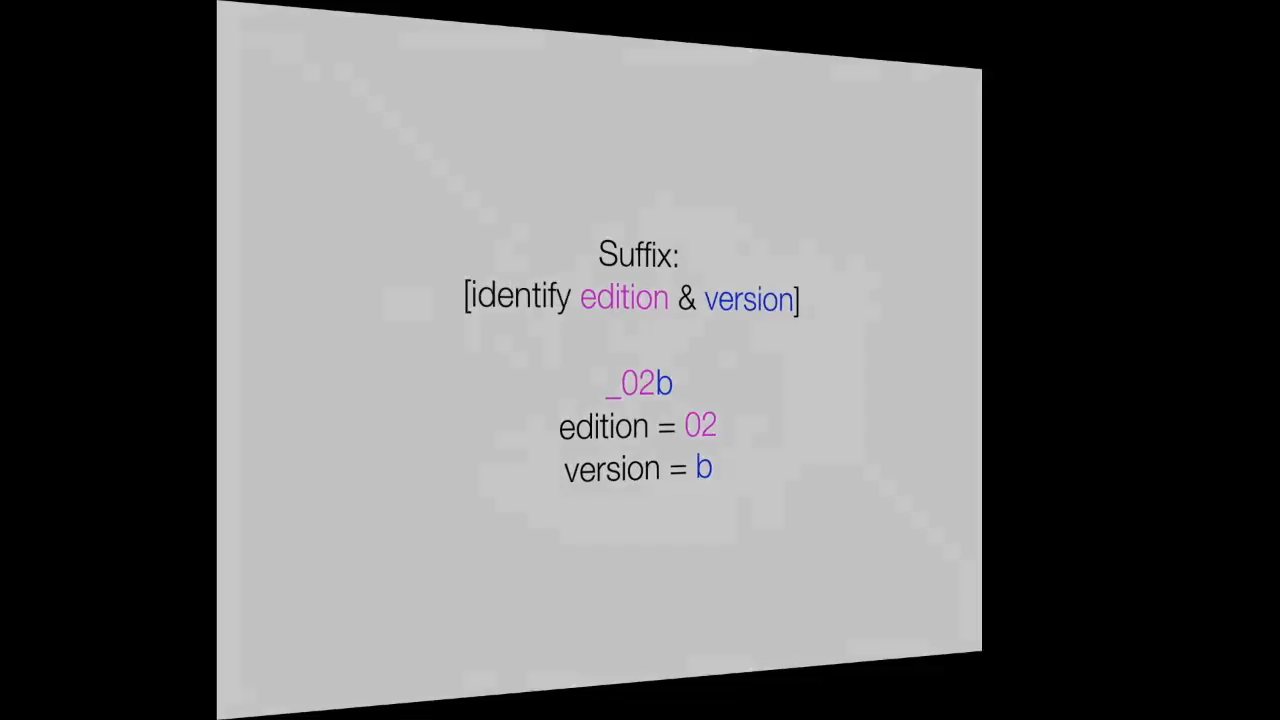 Suffix:
[identify edition & version]
_02b
edition = 02
version = b